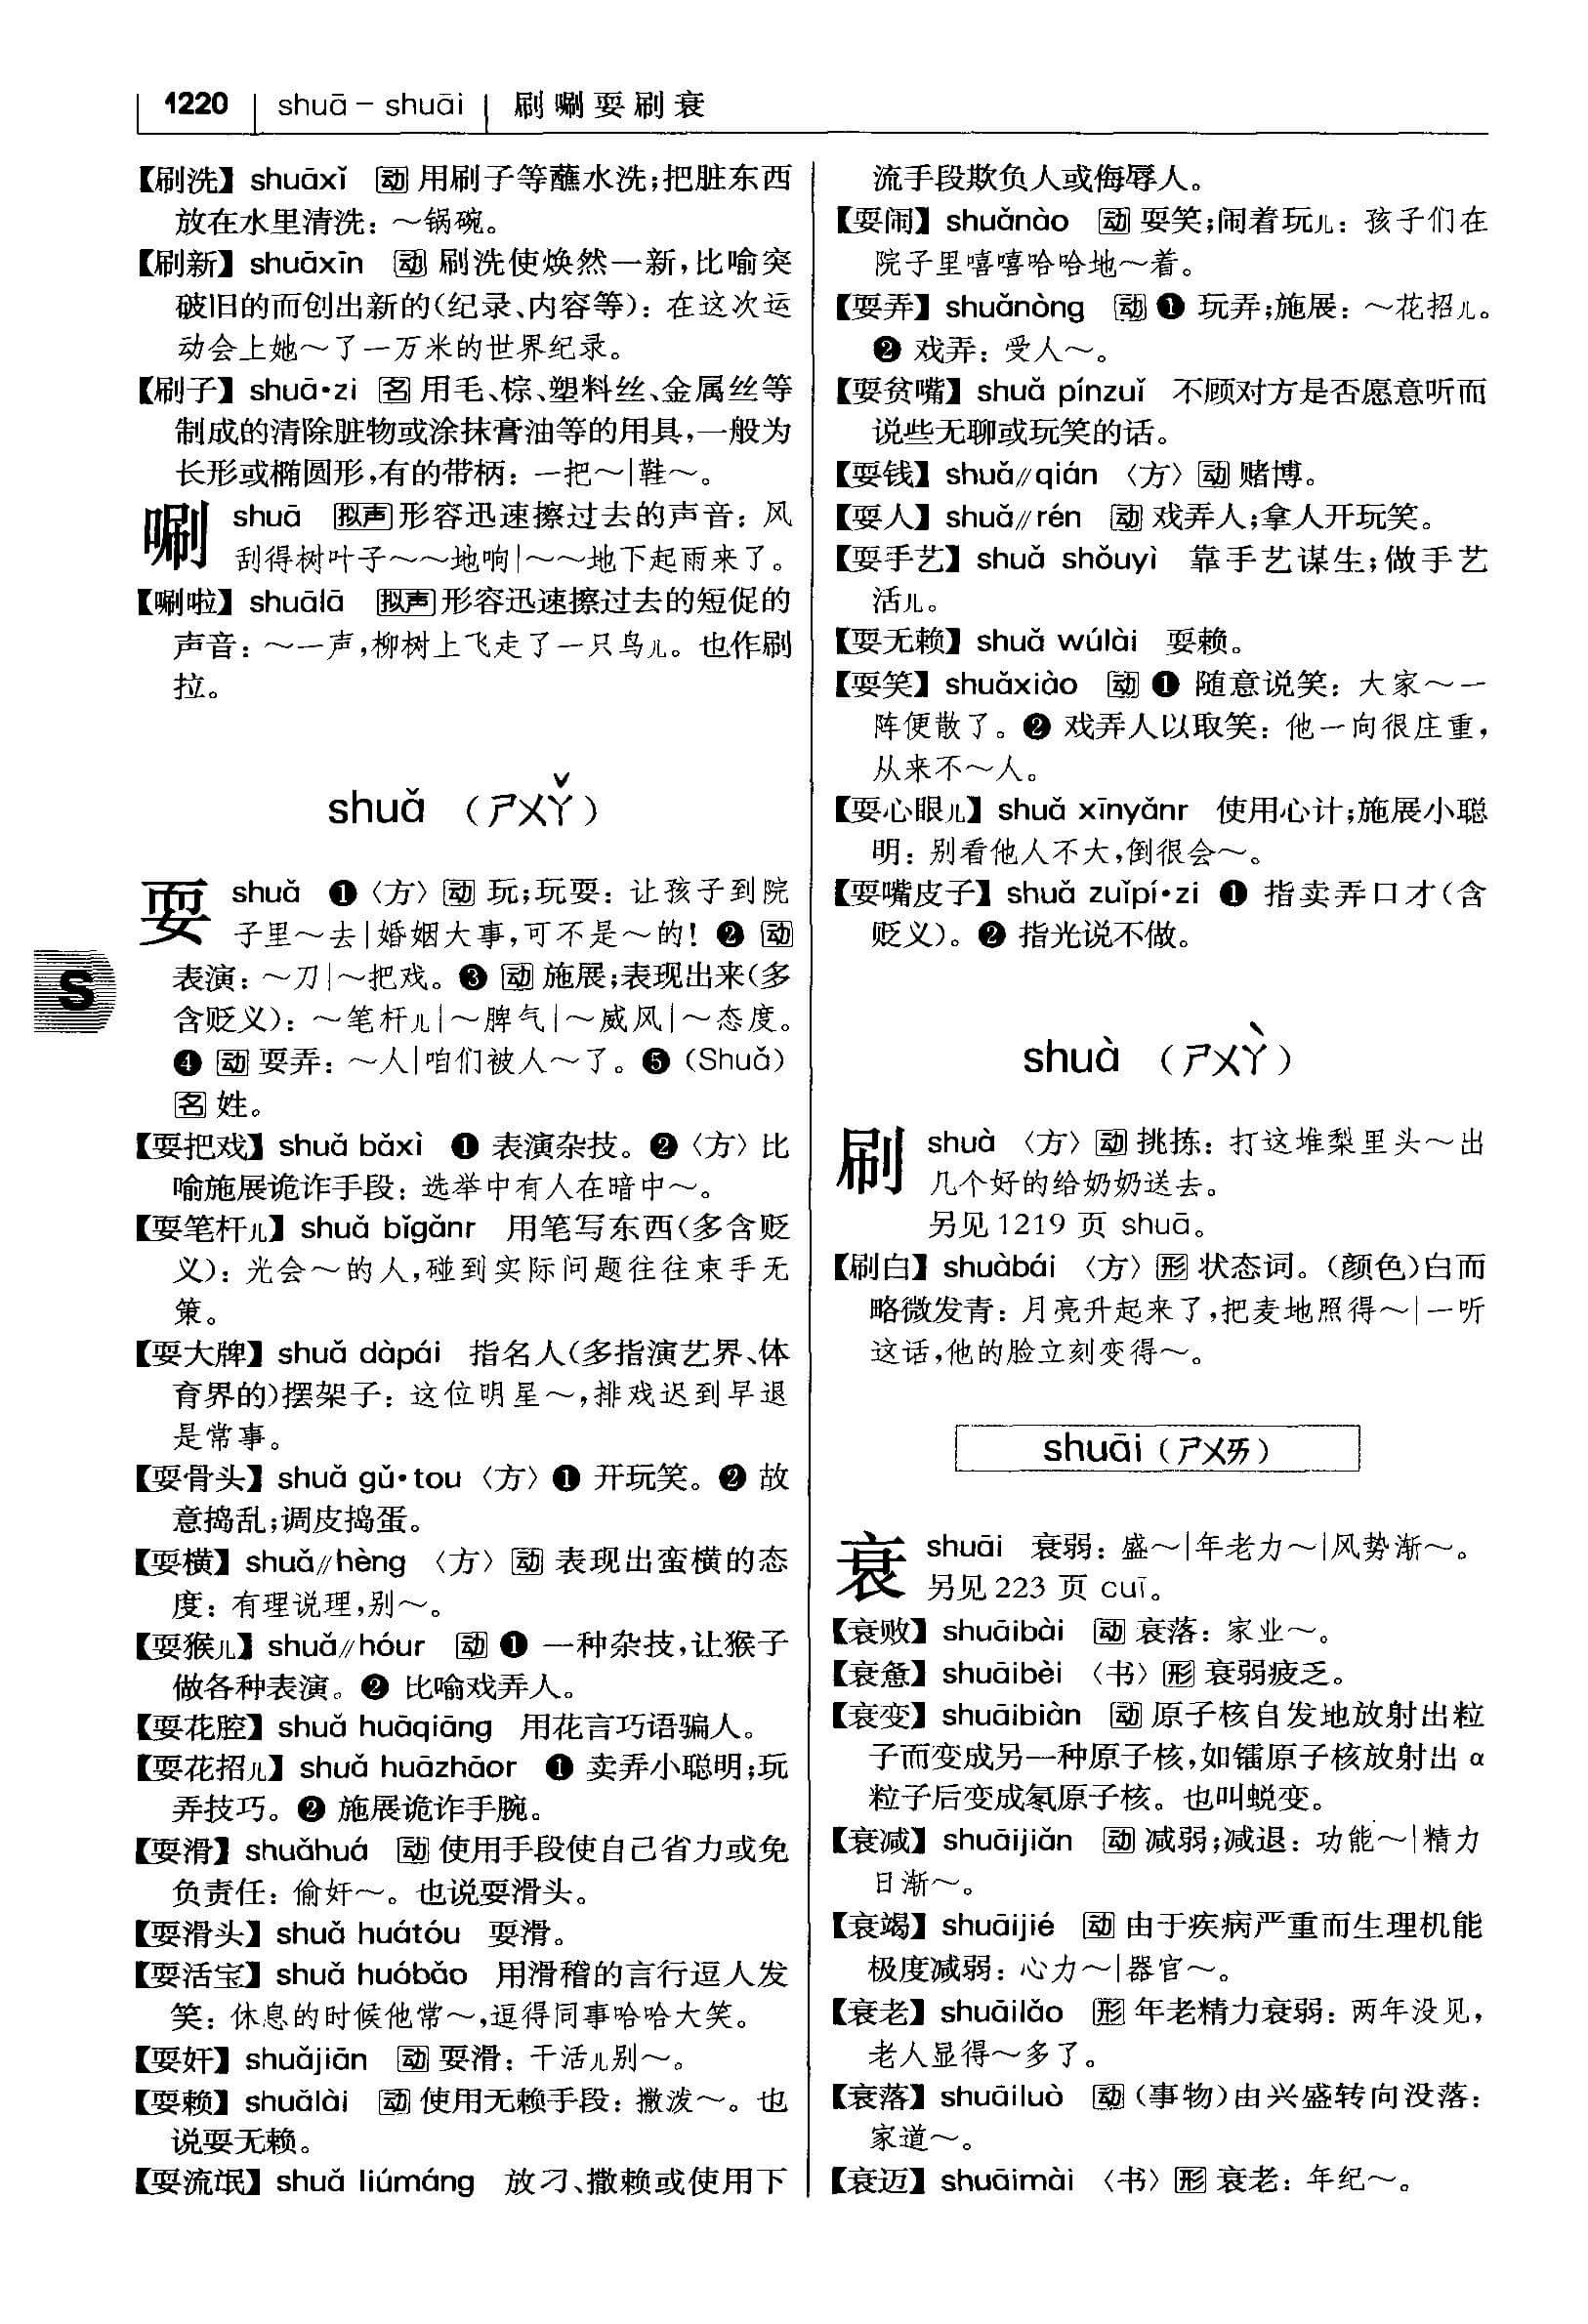 1220 shuā – shuāi 刷唰耍刷衰
【刷洗】 shuāxǐ 动 用刷子等蘸水洗;把脏东西
放在水里清洗: ～锅碗。
【刷新】 shuāxīn 动 刷洗使焕然一新,比喻突
破旧的而创出新的(纪录、内容等): 在这次运
动会上她～了一万米的世界纪录。
【刷子】 shuā·zi 名 用毛、棕、塑料丝、金属丝等
制成的清除脏物或涂抹膏油等的用具,一般为
长形或椭圆形,有的带柄: 一把～|鞋～。
唰 shuā 拟声 形容迅速擦过去的声音: 风
刮得树叶子～～地响|～～地下起雨来了。
【唰啦】 shuālā 拟声 形容迅速擦过去的短促的
声音: ～一声,柳树上飞走了一只鸟儿。也作刷
拉。
shuǎ (ㄕㄨㄚˇ)
耍 shuǎ ❶〈方〉动 玩;玩耍: 让孩子到院
子里～去|婚姻大事,可不是～的! ❷ 动
表演: ～刀|～把戏。❸ 动 施展;表现出来(多
含贬义): ～笔杆儿|～脾气|～威风|～态度。
❹ 动 耍弄: ～人|咱们被人～了。❺ (Shuǎ)
名 姓。
【耍把戏】 shuǎ bǎxì ❶ 表演杂技。❷〈方〉比
喻施展诡诈手段: 选举中有人在暗中～。
【耍笔杆儿】 shuǎ bǐgǎnr 用笔写东西(多含贬
义): 光会～的人,碰到实际问题往往束手无
策。
【耍大牌】 shuǎ dàpái 指名人(多指演艺界、体
育界的)摆架子: 这位明星～,排戏迟到早退
是常事。
【耍骨头】 shuǎ gǔ·tou 〈方〉❶ 开玩笑。❷ 故
意捣乱;调皮捣蛋。
【耍横】 shuǎ∥hèng 〈方〉动 表现出蛮横的态
度: 有理说理,别～。
【耍猴儿】 shuǎ∥hóur 动 ❶ 一种杂技,让猴子
做各种表演。❷ 比喻戏弄人。
【耍花腔】 shuǎ huāqiāng 用花言巧语骗人。
【耍花招儿】 shuǎ huāzhāor ❶ 卖弄小聪明;玩
弄技巧。❷ 施展诡诈手腕。
【耍滑】 shuǎhuá 动 使用手段使自己省力或免
负责任: 偷奸～。也说耍滑头。
【耍滑头】 shuǎ huátóu 耍滑。
【耍活宝】 shuǎ huóbǎo 用滑稽的言行逗人发
笑: 休息的时候他常～,逗得同事哈哈大笑。
【耍奸】 shuǎjiān 动 耍滑: 干活儿别～。
【耍赖】 shuǎlài 动 使用无赖手段: 撒泼～。也
说耍无赖。
【耍流氓】 shuǎ liúmáng 放刁、撒赖或使用下
流手段欺负人或侮辱人。
【耍闹】 shuǎnào 动 耍笑;闹着玩儿: 孩子们在
院子里嘻嘻哈哈地～着。
【耍弄】 shuǎnòng 动 ❶ 玩弄;施展: ～花招儿。
❷ 戏弄: 受人～。
【耍贫嘴】 shuǎ pínzuǐ 不顾对方是否愿意听而
说些无聊或玩笑的话。
【耍钱】 shuǎ∥qián 〈方〉动 赌博。
【耍人】 shuǎ∥rén 动 戏弄人;拿人开玩笑。
【耍手艺】 shuǎ shǒuyì 靠手艺谋生;做手艺
活儿。
【耍无赖】 shuǎ wúlài 耍赖。
【耍笑】 shuǎxiào 动 ❶ 随意说笑: 大家～一
阵便散了。❷ 戏弄人以取笑: 他一向很庄重,
从来不～人。
【耍心眼儿】 shuǎ xīnyǎnr 使用心计;施展小聪
明: 别看他人不大,倒很会～。
【耍嘴皮子】 shuǎ zuǐpí·zi ❶ 指卖弄口才(含
贬义)。❷ 指光说不做。
shuà (ㄕㄨㄚˋ)
刷 shuà 〈方〉动 挑拣: 打这堆梨里头～出
几个好的给奶奶送去。
另见1219 页 shuā。
【刷白】 shuàbái 〈方〉形 状态词。(颜色)白而
略微发青: 月亮升起来了,把麦地照得～|一听
这话,他的脸立刻变得～。
shuāi (ㄕㄨㄞ)
衰 shuāi 衰弱: 盛～|年老力～|风势渐～。
另见 223 页 cuī。
【衰败】 shuāibài 动 衰落: 家业～。
【衰惫】 shuāibèi 〈书〉形 衰弱疲乏。
【衰变】 shuāibiàn 动 原子核自发地放射出粒
子而变成另一种原子核,如镭原子核放射出 α
粒子后变成氡原子核。也叫蜕变。
【衰减】 shuāijiǎn 动 减弱;减退: 功能～|精力
日渐～。
【衰竭】 shuāijié 动 由于疾病严重而生理机能
极度减弱: 心力～|器官～。
【衰老】 shuāilǎo 形 年老精力衰弱: 两年没见,
老人显得～多了。
【衰落】 shuāiluò 动 (事物)由兴盛转向没落:
家道～。
【衰迈】 shuāimài 〈书〉形 衰老: 年纪～。
S